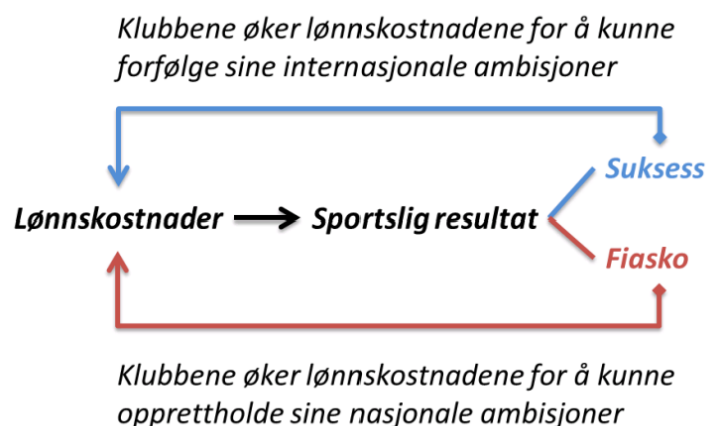 Klubbene øker lønnskostnadene for å kunne
forfølge sine internasjonale ambisjoner
Suksess
Lønnskostnader
Sportslig resultat
Fiasko
Klubbene øker lønnskostnadene for å kunne
opprettholde sine nasjonale ambisjoner